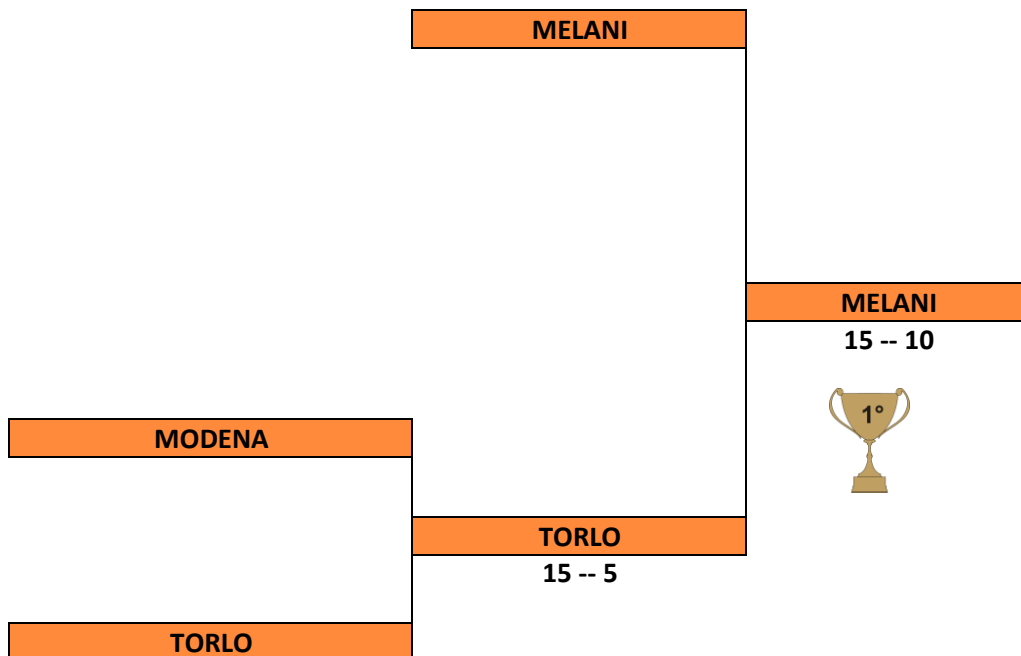 MELANI
MELANI
15 -- 10
1°
MODENA
TORLO
15 -- 5
TORLO